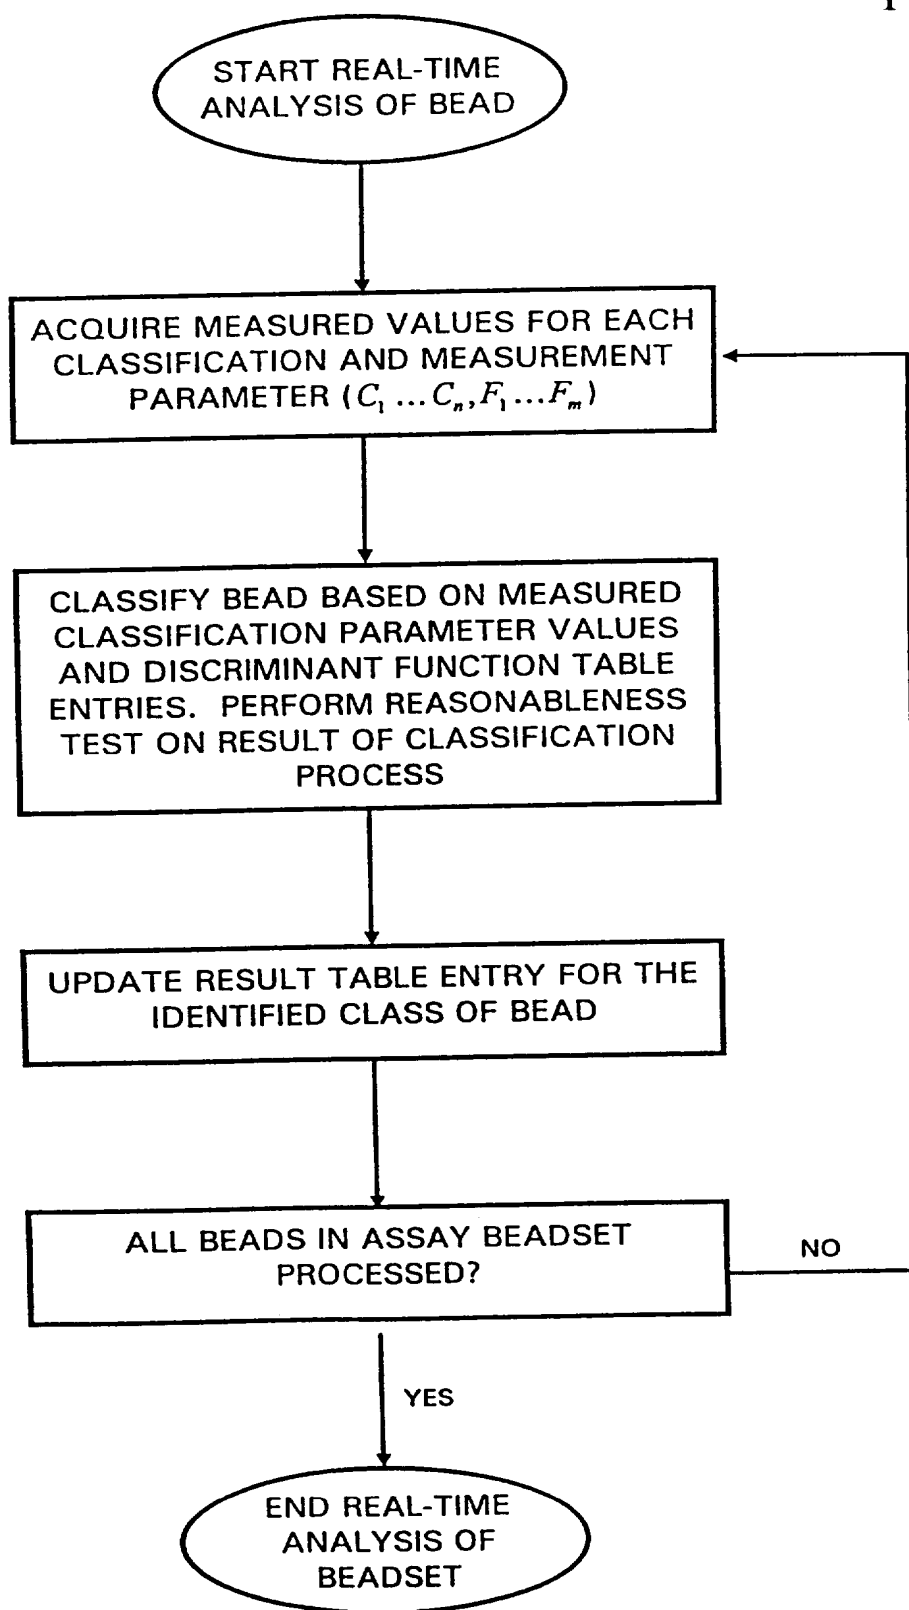 START REAL-TIME
ANALYSIS OF BEAD
ACQUIRE MEASURED VALUES FOR EACH
CLASSIFICATION AND MEASUREMENT
PARAMETER (C₁ ... Cₙ, F₁ ... Fₘ)
CLASSIFY BEAD BASED ON MEASURED
CLASSIFICATION PARAMETER VALUES
AND DISCRIMINANT FUNCTION TABLE
ENTRIES. PERFORM REASONABLENESS
TEST ON RESULT OF CLASSIFICATION
PROCESS
UPDATE RESULT TABLE ENTRY FOR THE
IDENTIFIED CLASS OF BEAD
ALL BEADS IN ASSAY BEADSET
PROCESSED?
NO
YES
END REAL-TIME
ANALYSIS OF
BEADSET